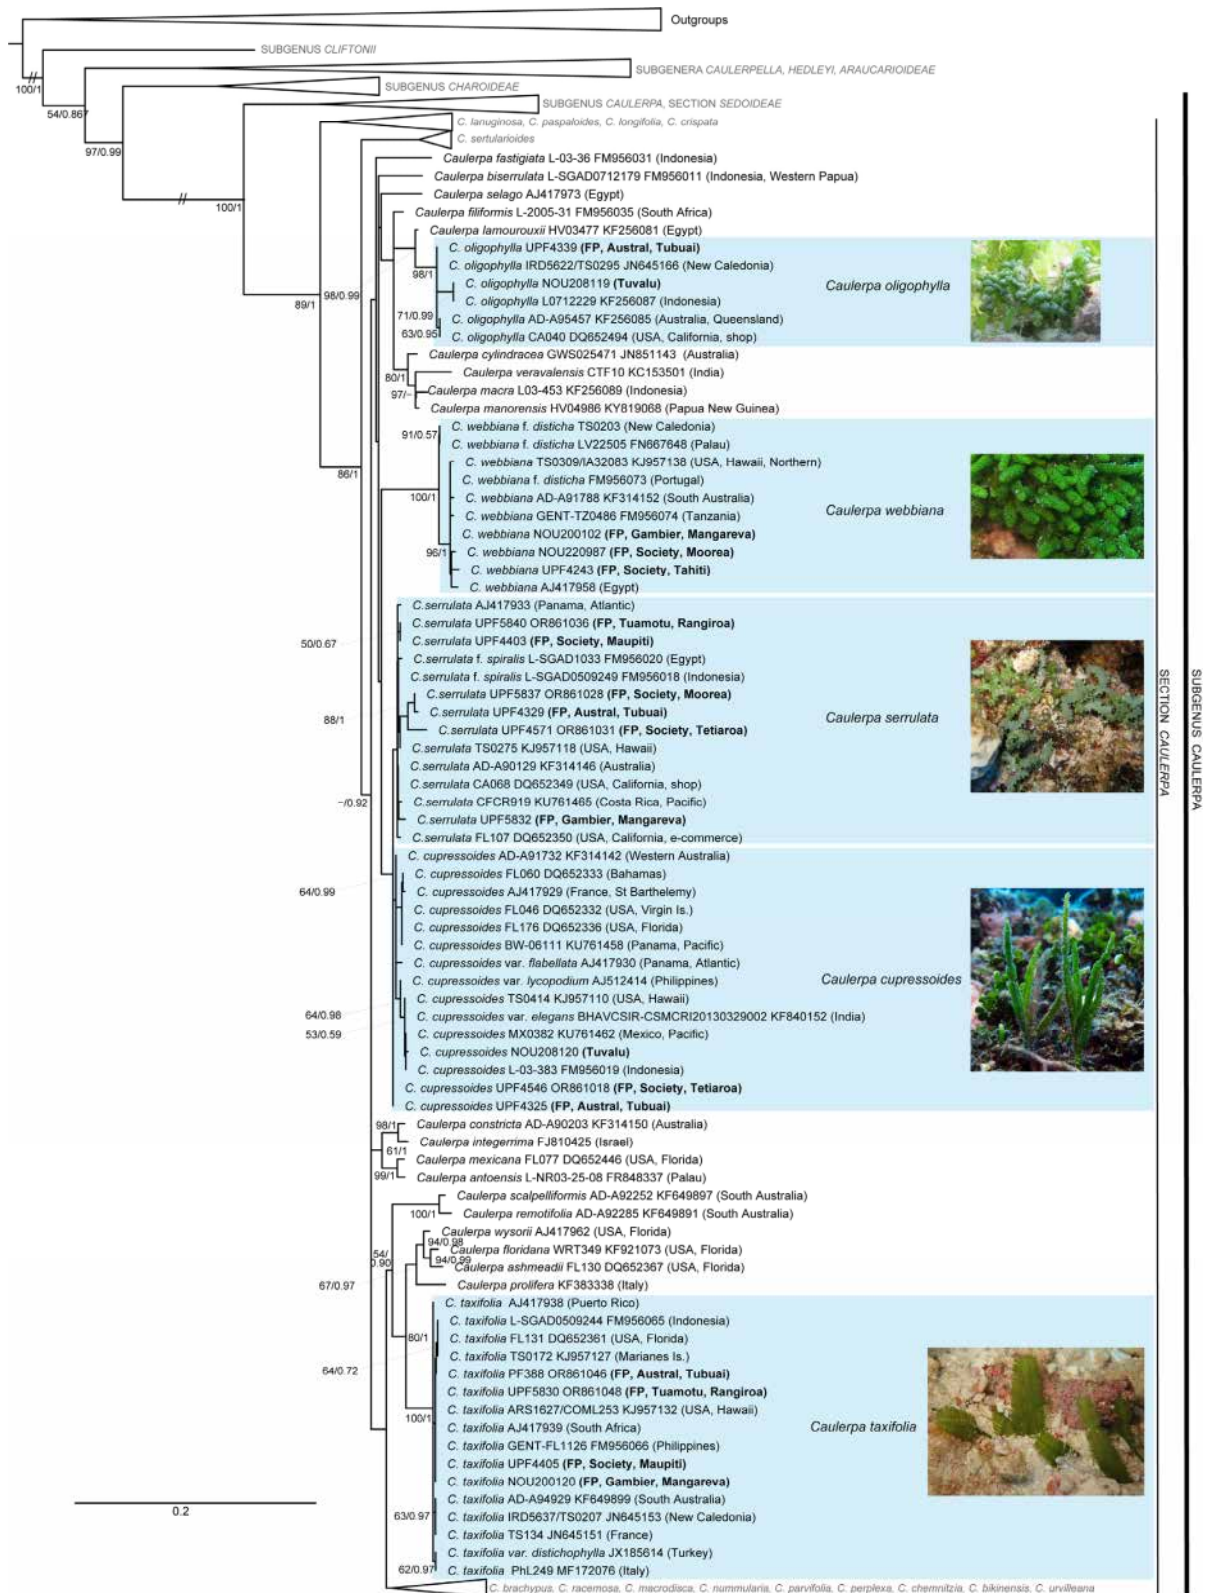 Outgroups
SUBGENUS CLIFTONII
100/1
SUBGENERA CAULERPELLA, HEDLEYI, ARAUCARIOIDEAE
54/0.867
SUBGENUS CHAROIDEAE
97/0.99
SUBGENUS CAULERPA, SECTION SEDOIDEAE
100/1
C. lanuginosa, C. paspaloides, C. longifolia, C. crispata
89/1
C. sertularioides
86/1
Caulerpa fastigiata L-03-36 FM956031 (Indonesia)
Caulerpa biserrulata L-SGAD0712179 FM956011 (Indonesia, Western Papua)
Caulerpa selago AJ417973 (Egypt)
Caulerpa filiformis L-2005-31 FM956035 (South Africa)
Caulerpa lamourouxii HV03477 KF256081 (Egypt)
98/0.99
C. oligophylla UPF4339 (FP, Austral, Tubuai)
98/1
C. oligophylla IRD5622/TS0295 JN645166 (New Caledonia)
C. oligophylla NOU208119 (Tuvalu)
Caulerpa oligophylla
C. oligophylla L0712229 KF256087 (Indonesia)
71/0.99
C. oligophylla AD-A95457 KF256085 (Australia, Queensland)
63/0.95
C. oligophylla CA040 DQ652494 (USA, California, shop)
Caulerpa cylindracea GWS025471 JN851143 (Australia)
80/1
Caulerpa veravalensis CTF10 KC153501 (India)
97/–
Caulerpa macra L03-453 KF256089 (Indonesia)
Caulerpa manorensis HV04986 KY819068 (Papua New Guinea)
91/0.57
C. webbiana f. disticha TS0203 (New Caledonia)
C. webbiana f. disticha LV22505 FN667648 (Palau)
C. webbiana TS0309/IA32083 KJ957138 (USA, Hawaii, Northern)
C. webbiana f. disticha FM956073 (Portugal)
100/1
C. webbiana AD-A91788 KF314152 (South Australia)
C. webbiana GENT-TZ0486 FM956074 (Tanzania)
Caulerpa webbiana
C. webbiana NOU200102 (FP, Gambier, Mangareva)
96/1
C. webbiana NOU220987 (FP, Society, Moorea)
C. webbiana UPF4243 (FP, Society, Tahiti)
C. webbiana AJ417958 (Egypt)
C.serrulata AJ417933 (Panama, Atlantic)
C.serrulata UPF5840 OR861036 (FP, Tuamotu, Rangiroa)
50/0.67
C.serrulata UPF4403 (FP, Society, Maupiti)
C.serrulata f. spiralis L-SGAD1033 FM956020 (Egypt)
C.serrulata f. spiralis L-SGAD0509249 FM956018 (Indonesia)
C.serrulata UPF5837 OR861028 (FP, Society, Moorea)
88/1
C.serrulata UPF4329 (FP, Austral, Tubuai)
Caulerpa serrulata
C.serrulata UPF4571 OR861031 (FP, Society, Tetiaroa)
C.serrulata TS0275 KJ957118 (USA, Hawaii)
C.serrulata AD-A90129 KF314146 (Australia)
C.serrulata CA068 DQ652349 (USA, California, shop)
–/0.92
C.serrulata CFCR919 KU761465 (Costa Rica, Pacific)
C.serrulata UPF5832 (FP, Gambier, Mangareva)
C.serrulata FL107 DQ652350 (USA, California, e-commerce)
C. cupressoides AD-A91732 KF314142 (Western Australia)
C. cupressoides FL060 DQ652333 (Bahamas)
64/0.99
C. cupressoides AJ417929 (France, St Barthelemy)
C. cupressoides FL046 DQ652332 (USA, Virgin Is.)
C. cupressoides FL176 DQ652336 (USA, Florida)
C. cupressoides BW-06111 KU761458 (Panama, Pacific)
C. cupressoides var. flabellata AJ417930 (Panama, Atlantic)
C. cupressoides var. lycopodium AJ512414 (Philippines)
Caulerpa cupressoides
C. cupressoides TS0414 KJ957110 (USA, Hawaii)
64/0.98
C. cupressoides var. elegans BHAVCSIR-CSMCRI20130329002 KF840152 (India)
53/0.59
C. cupressoides MX0382 KU761462 (Mexico, Pacific)
C. cupressoides NOU208120 (Tuvalu)
C. cupressoides L-03-383 FM956019 (Indonesia)
C. cupressoides UPF4546 OR861018 (FP, Society, Tetiaroa)
C. cupressoides UPF4325 (FP, Austral, Tubuai)
98/1
Caulerpa constricta AD-A90203 KF314150 (Australia)
Caulerpa integerrima FJ810425 (Israel)
61/1
Caulerpa mexicana FL077 DQ652446 (USA, Florida)
99/1
Caulerpa antoensis L-NR03-25-08 FR848337 (Palau)
Caulerpa scalpelliformis AD-A92252 KF649897 (South Australia)
100/1
Caulerpa remotifolia AD-A92285 KF649891 (South Australia)
Caulerpa wysorii AJ417962 (USA, Florida)
94/0.98
54/
0.90
Caulerpa floridana WRT349 KF921073 (USA, Florida)
94/0.99
Caulerpa ashmeadii FL130 DQ652367 (USA, Florida)
67/0.97
Caulerpa prolifera KF383338 (Italy)
C. taxifolia AJ417938 (Puerto Rico)
C. taxifolia L-SGAD0509244 FM956065 (Indonesia)
80/1
C. taxifolia FL131 DQ652361 (USA, Florida)
C. taxifolia TS0172 KJ957127 (Marianes Is.)
64/0.72
C. taxifolia PF388 OR861046 (FP, Austral, Tubuai)
C. taxifolia UPF5830 OR861048 (FP, Tuamotu, Rangiroa)
C. taxifolia ARS1627/COML253 KJ957132 (USA, Hawaii)
100/1
C. taxifolia AJ417939 (South Africa)
Caulerpa taxifolia
C. taxifolia GENT-FL1126 FM956066 (Philippines)
C. taxifolia UPF4405 (FP, Society, Maupiti)
C. taxifolia NOU200120 (FP, Gambier, Mangareva)
C. taxifolia AD-A94929 KF649899 (South Australia)
63/0.97
C. taxifolia IRD5637/TS0207 JN645153 (New Caledonia)
C. taxifolia TS134 JN645151 (France)
C. taxifolia var. distichophylla JX185614 (Turkey)
62/0.97
C. taxifolia PhL249 MF172076 (Italy)
C. brachypus, C. racemosa, C. macrodisca, C. nummularia, C. parvifolia, C. perplexa, C. chemnitzia, C. bikinensis, C. urvilleana
0.2
SECTION CAULERPA
SUBGENUS CAULERPA